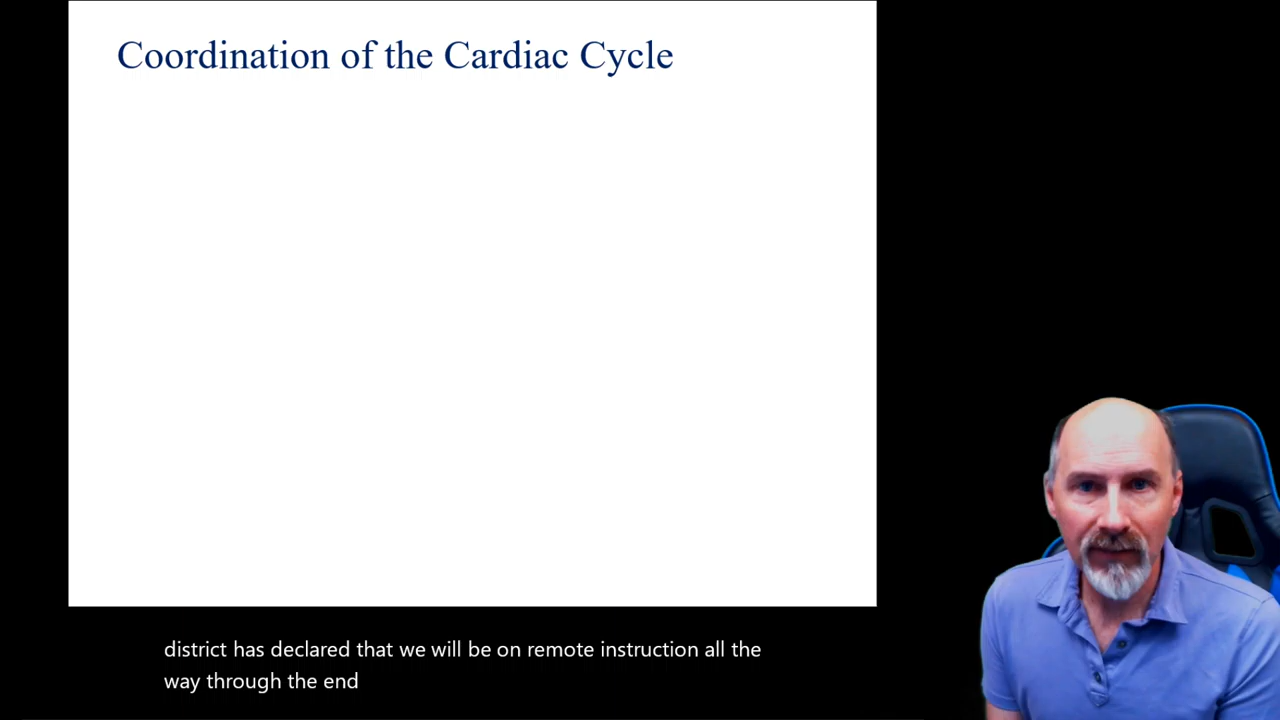 Coordination of the Cardiac Cycle
district has declared that we will be on remote instruction all the
way through the end